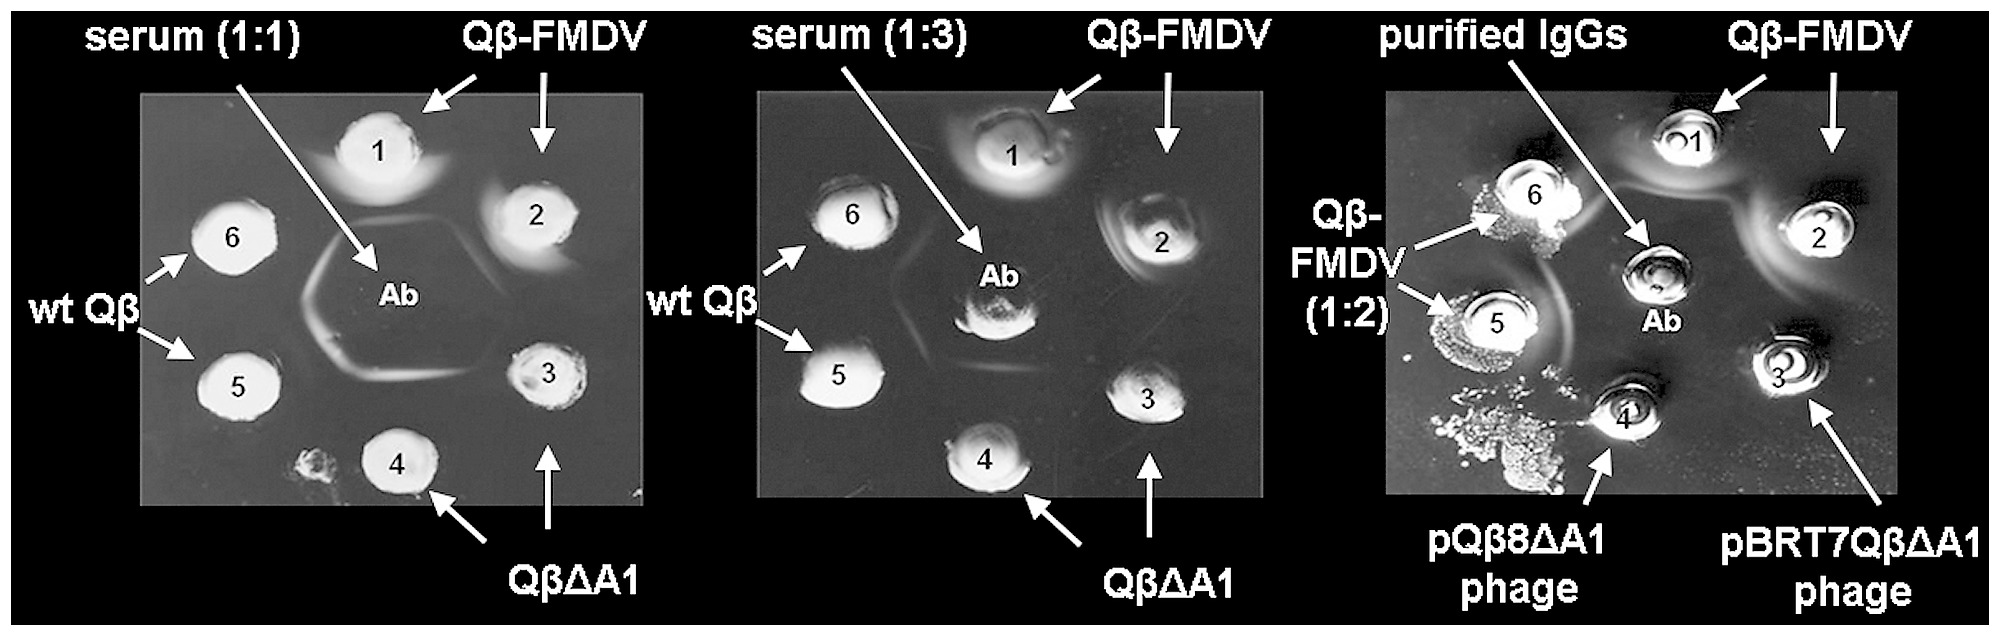 serum (1:1)
Qβ-FMDV
1
2
6
Ab
wt Qβ
5
3
4
QβΔA1
serum (1:3)
Qβ-FMDV
1
6
2
Ab
wt Qβ
5
3
4
QβΔA1
purified IgGs
Qβ-FMDV
1
6
2
Qβ-
FMDV
(1:2)
5
Ab
3
4
pQβ8ΔA1
phage
pBRT7QβΔA1
phage